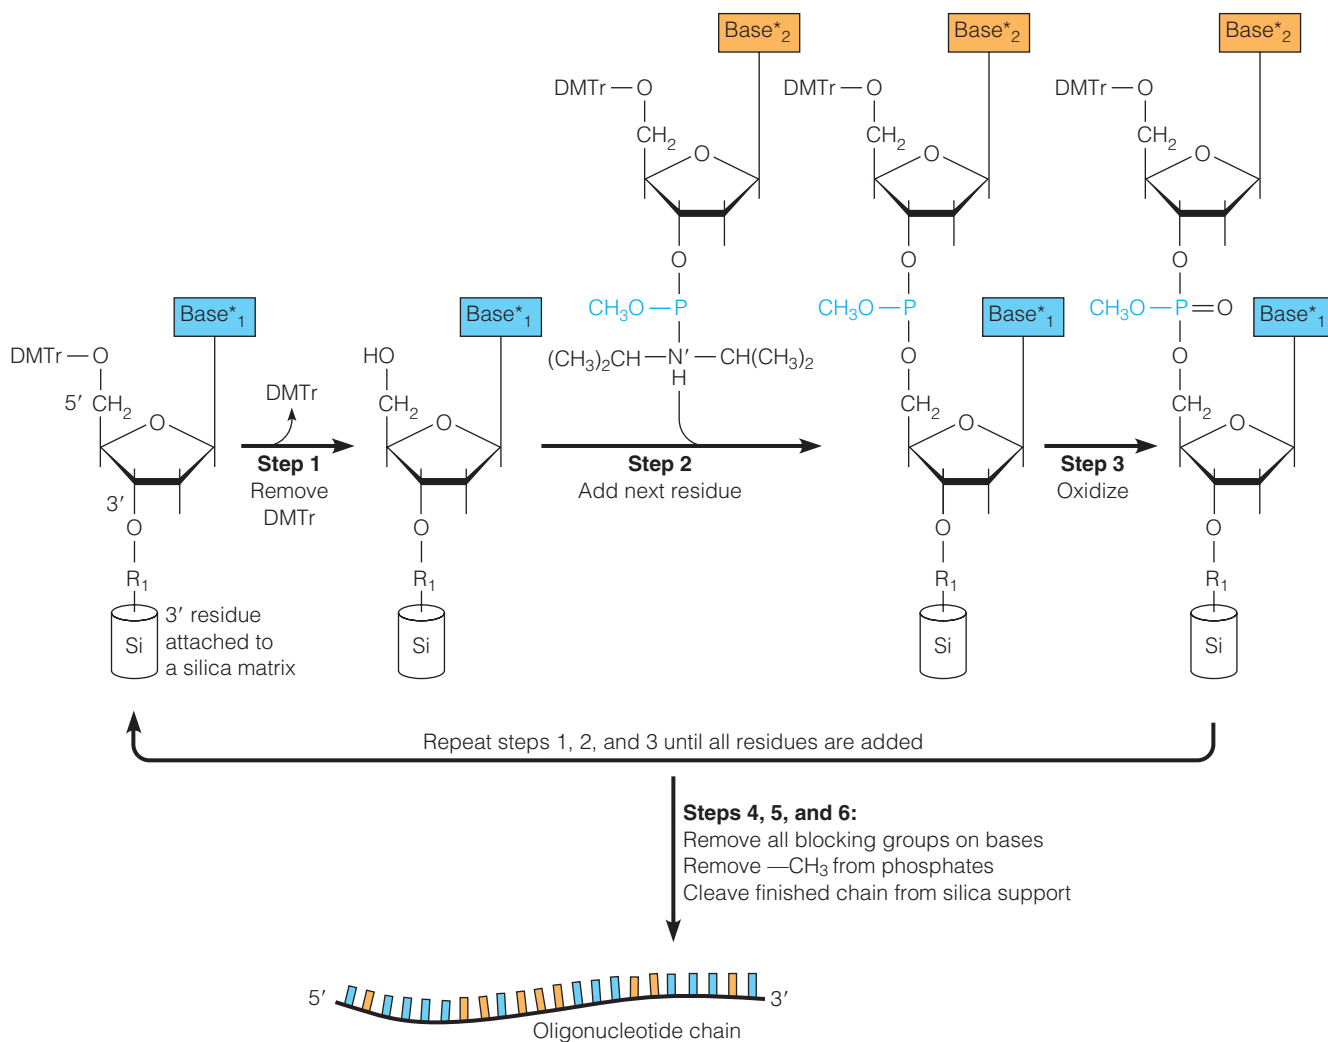 Base*2
Base*2
Base*2
DMTr—O
DMTr—O
DMTr—O
CH2
CH2
CH2
O
O
O
O
O
O
Base*1
Base*1
CH3O—P
CH3O—P
Base*1
CH3O—P=O
Base*1
DMTr—O
HO
(CH3)2CH—N′—CH(CH3)2
H
O
O
DMTr
5′ CH2
CH2
CH2
CH2
O
O
O
O
Step 1
Remove
DMTr
Step 2
Add next residue
Step 3
Oxidize
3′
O
O
O
O
R1
R1
R1
R1
Si
Si
Si
Si
3′ residue
attached to
a silica matrix
Repeat steps 1, 2, and 3 until all residues are added
Steps 4, 5, and 6:
Remove all blocking groups on bases
Remove —CH3 from phosphates
Cleave finished chain from silica support
5′
3′
Oligonucleotide chain